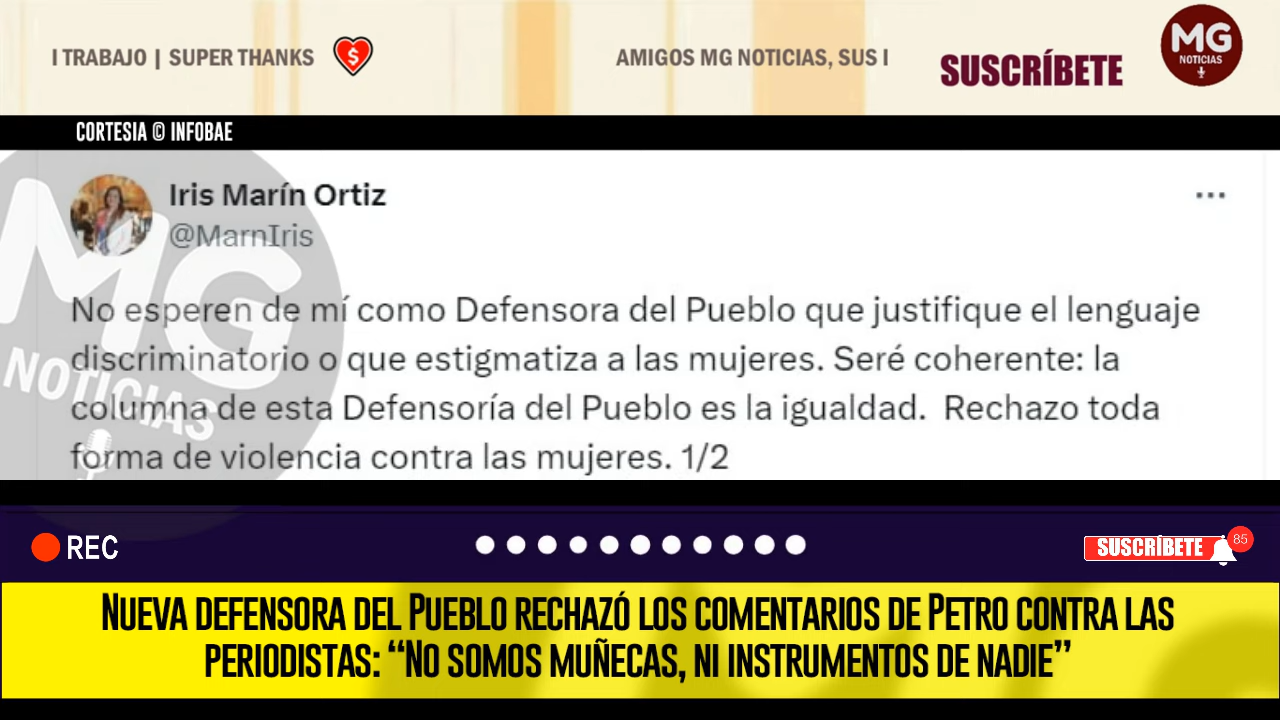 I TRABAJO | SUPER THANKS
AMIGOS MG NOTICIAS, SUS I
SUSCRÍBETE
MG
NOTICIAS
CORTESIA © INFOBAE
Iris Marín Ortiz
@MarnIris
No esperen de mí como Defensora del Pueblo que justifique el lenguaje
discriminatorio o que estigmatiza a las mujeres. Seré coherente: la
columna de esta Defensoría del Pueblo es la igualdad. Rechazo toda
forma de violencia contra las mujeres. 1/2
MG
NOTICIAS
REC
SUSCRÍBETE
85
NUEVA DEFENSORA DEL PUEBLO RECHAZÓ LOS COMENTARIOS DE PETRO CONTRA LAS
PERIODISTAS: “NO SOMOS MUÑECAS, NI INSTRUMENTOS DE NADIE”